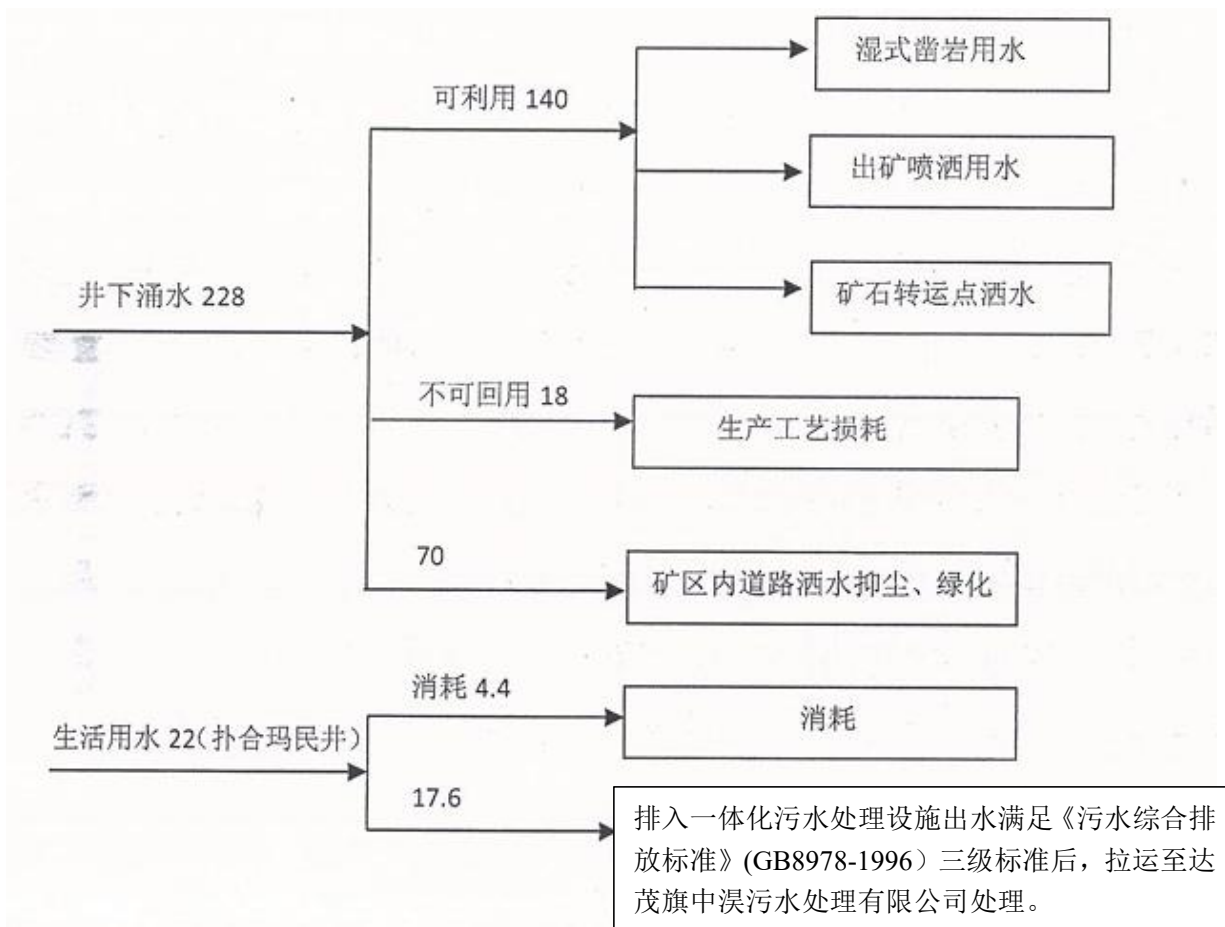 湿式凿岩用水
可利用 140
出矿喷洒用水
井下涌水 228
矿石转运点洒水
不可回用 18
生产工艺损耗
70
矿区内道路洒水抑尘、绿化
消耗 4.4
消耗
生活用水 22（扑合玛民井）
17.6
排入一体化污水处理设施出水满足《污水综合排
放标准》(GB8978-1996）三级标准后，拉运至达
茂旗中淏污水处理有限公司处理。